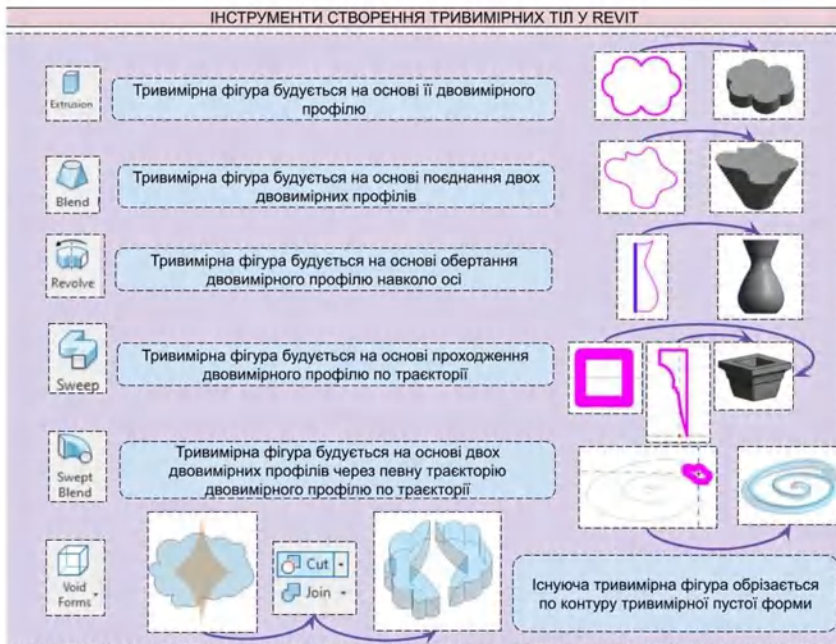 ІНСТРУМЕНТИ СТВОРЕННЯ ТРИВИМІРНИХ ТІЛ У REVIT
Extrusion
Тривимірна фігура будується на основі її двовимірного
профілю
Blend
Тривимірна фігура будується на основі поєднання двох
двовимірних профілів
Revolve
Тривимірна фігура будується на основі обертання
двовимірного профілю навколо осі
Sweep
Тривимірна фігура будується на основі проходження
двовимірного профілю по траєкторії
Swept
Blend
Тривимірна фігура будується на основі двох
двовимірних профілів через певну траєкторію
двовимірного профілю по траєкторії
Void
Forms
Cut
Join
Існуюча тривимірна фігура обрізається
по контуру тривимірної пустої форми